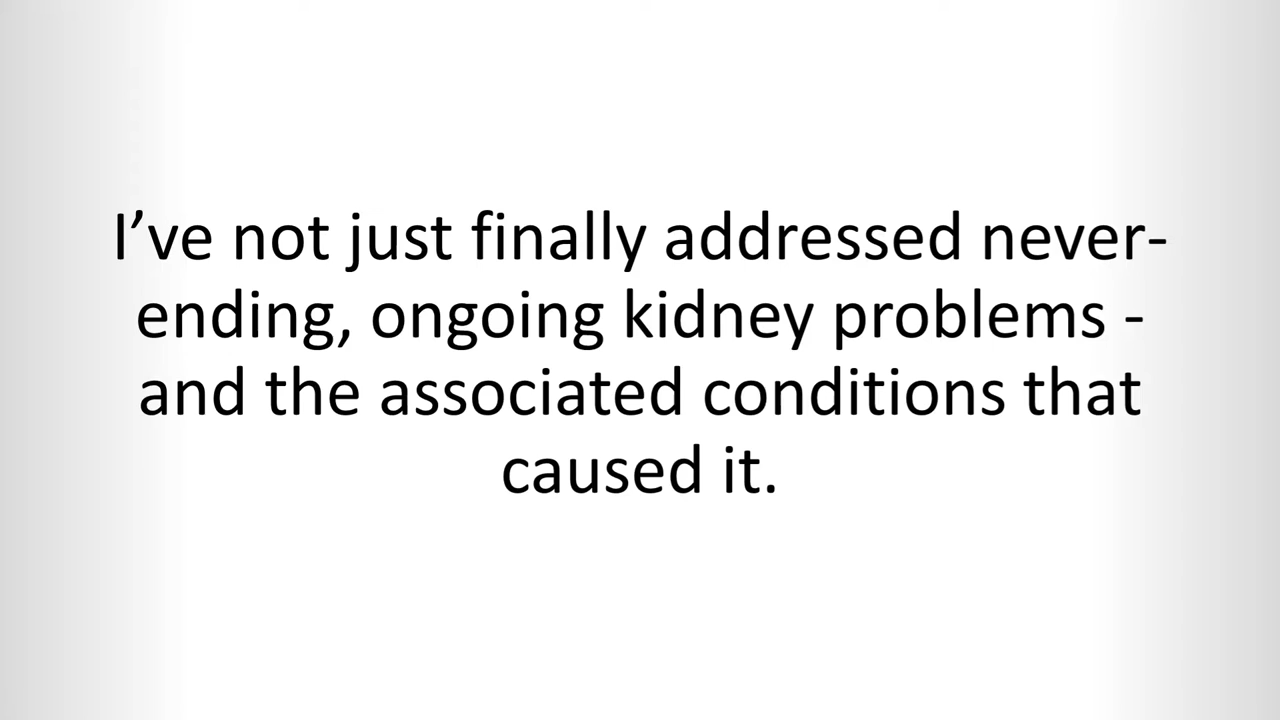 I’ve not just finally addressed never-
ending, ongoing kidney problems -
and the associated conditions that
caused it.